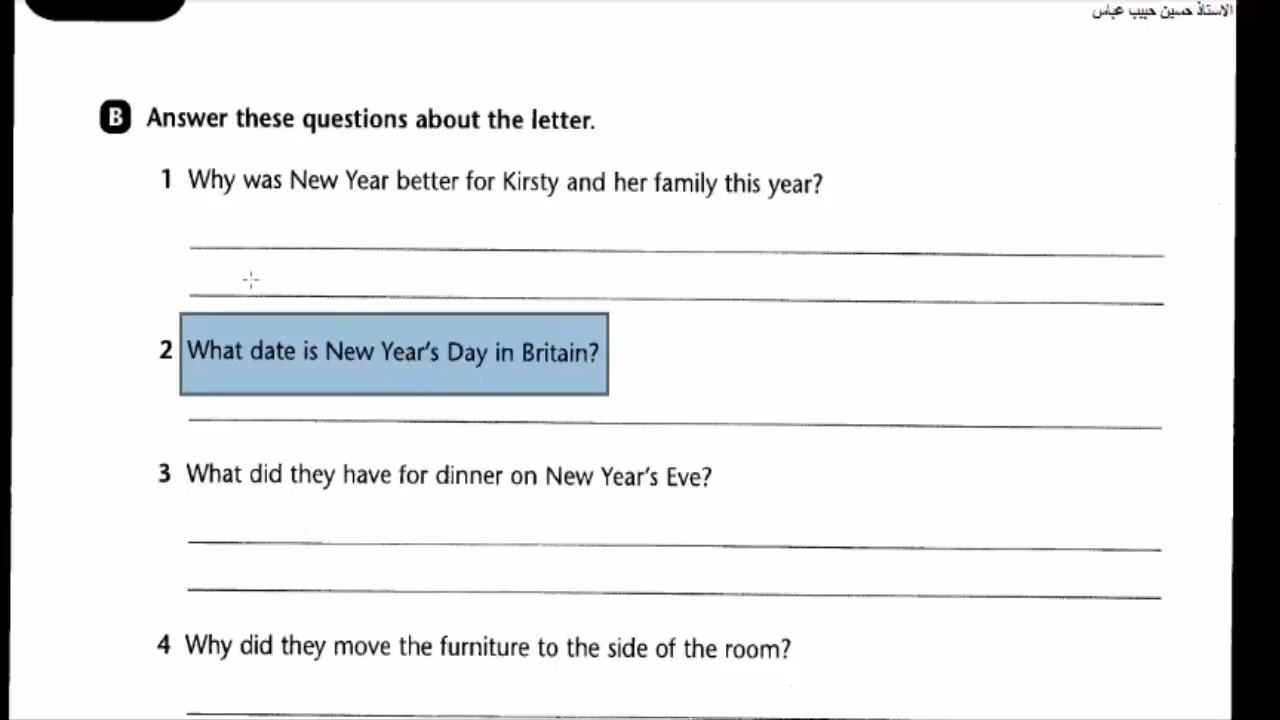 الاستاذ حسين حبيب عباس
B Answer these questions about the letter.
1 Why was New Year better for Kirsty and her family this year?
2 What date is New Year's Day in Britain?
3 What did they have for dinner on New Year's Eve?
4 Why did they move the furniture to the side of the room?